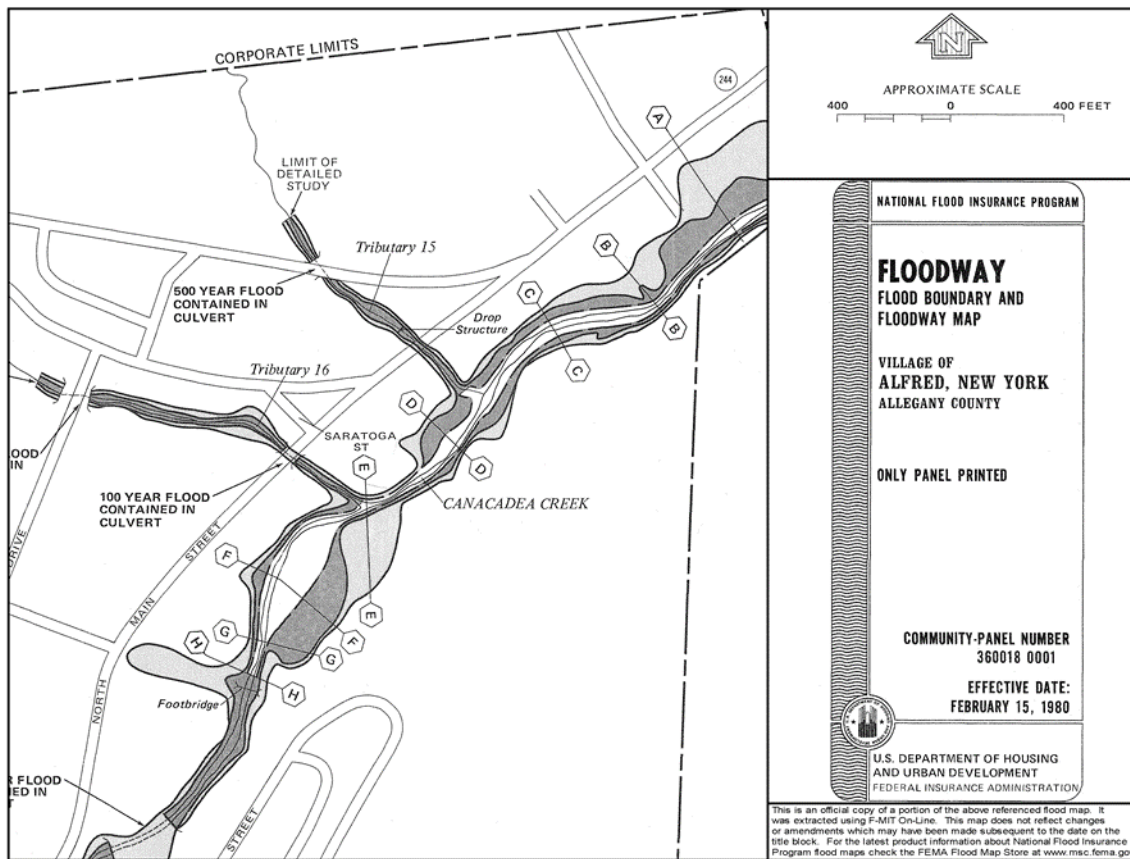 CORPORATE LIMITS
244
A
LIMIT OF
DETAILED
STUDY
Tributary 15
500 YEAR FLOOD
CONTAINED IN
CULVERT
Drop
Structure
B
B
C
C
Tributary 16
D
D
SARATOGA
ST
E
E
OOD
IN
100 YEAR FLOOD
CONTAINED IN
CULVERT
CANACADEA CREEK
DRIVE
NORTH
MAIN
STREET
F
F
G
G
H
H
Footbridge
R FLOOD
NED IN
T
STREET
N
APPROXIMATE SCALE
400 0 400 FEET
NATIONAL FLOOD INSURANCE PROGRAM
FLOODWAY
FLOOD BOUNDARY AND
FLOODWAY MAP
VILLAGE OF
ALFRED, NEW YORK
ALLEGANY COUNTY
ONLY PANEL PRINTED
COMMUNITY-PANEL NUMBER
360018 0001
EFFECTIVE DATE:
FEBRUARY 15, 1980
U.S. DEPARTMENT OF HOUSING
AND URBAN DEVELOPMENT
FEDERAL INSURANCE ADMINISTRATION
This is an official copy of a portion of the above referenced flood map. It
was extracted using F-MIT On-Line. This map does not reflect changes
or amendments which may have been made subsequent to the date on the
title block. For the latest product information about National Flood Insurance
Program flood maps check the FEMA Flood Map Store at www.msc.fema.go